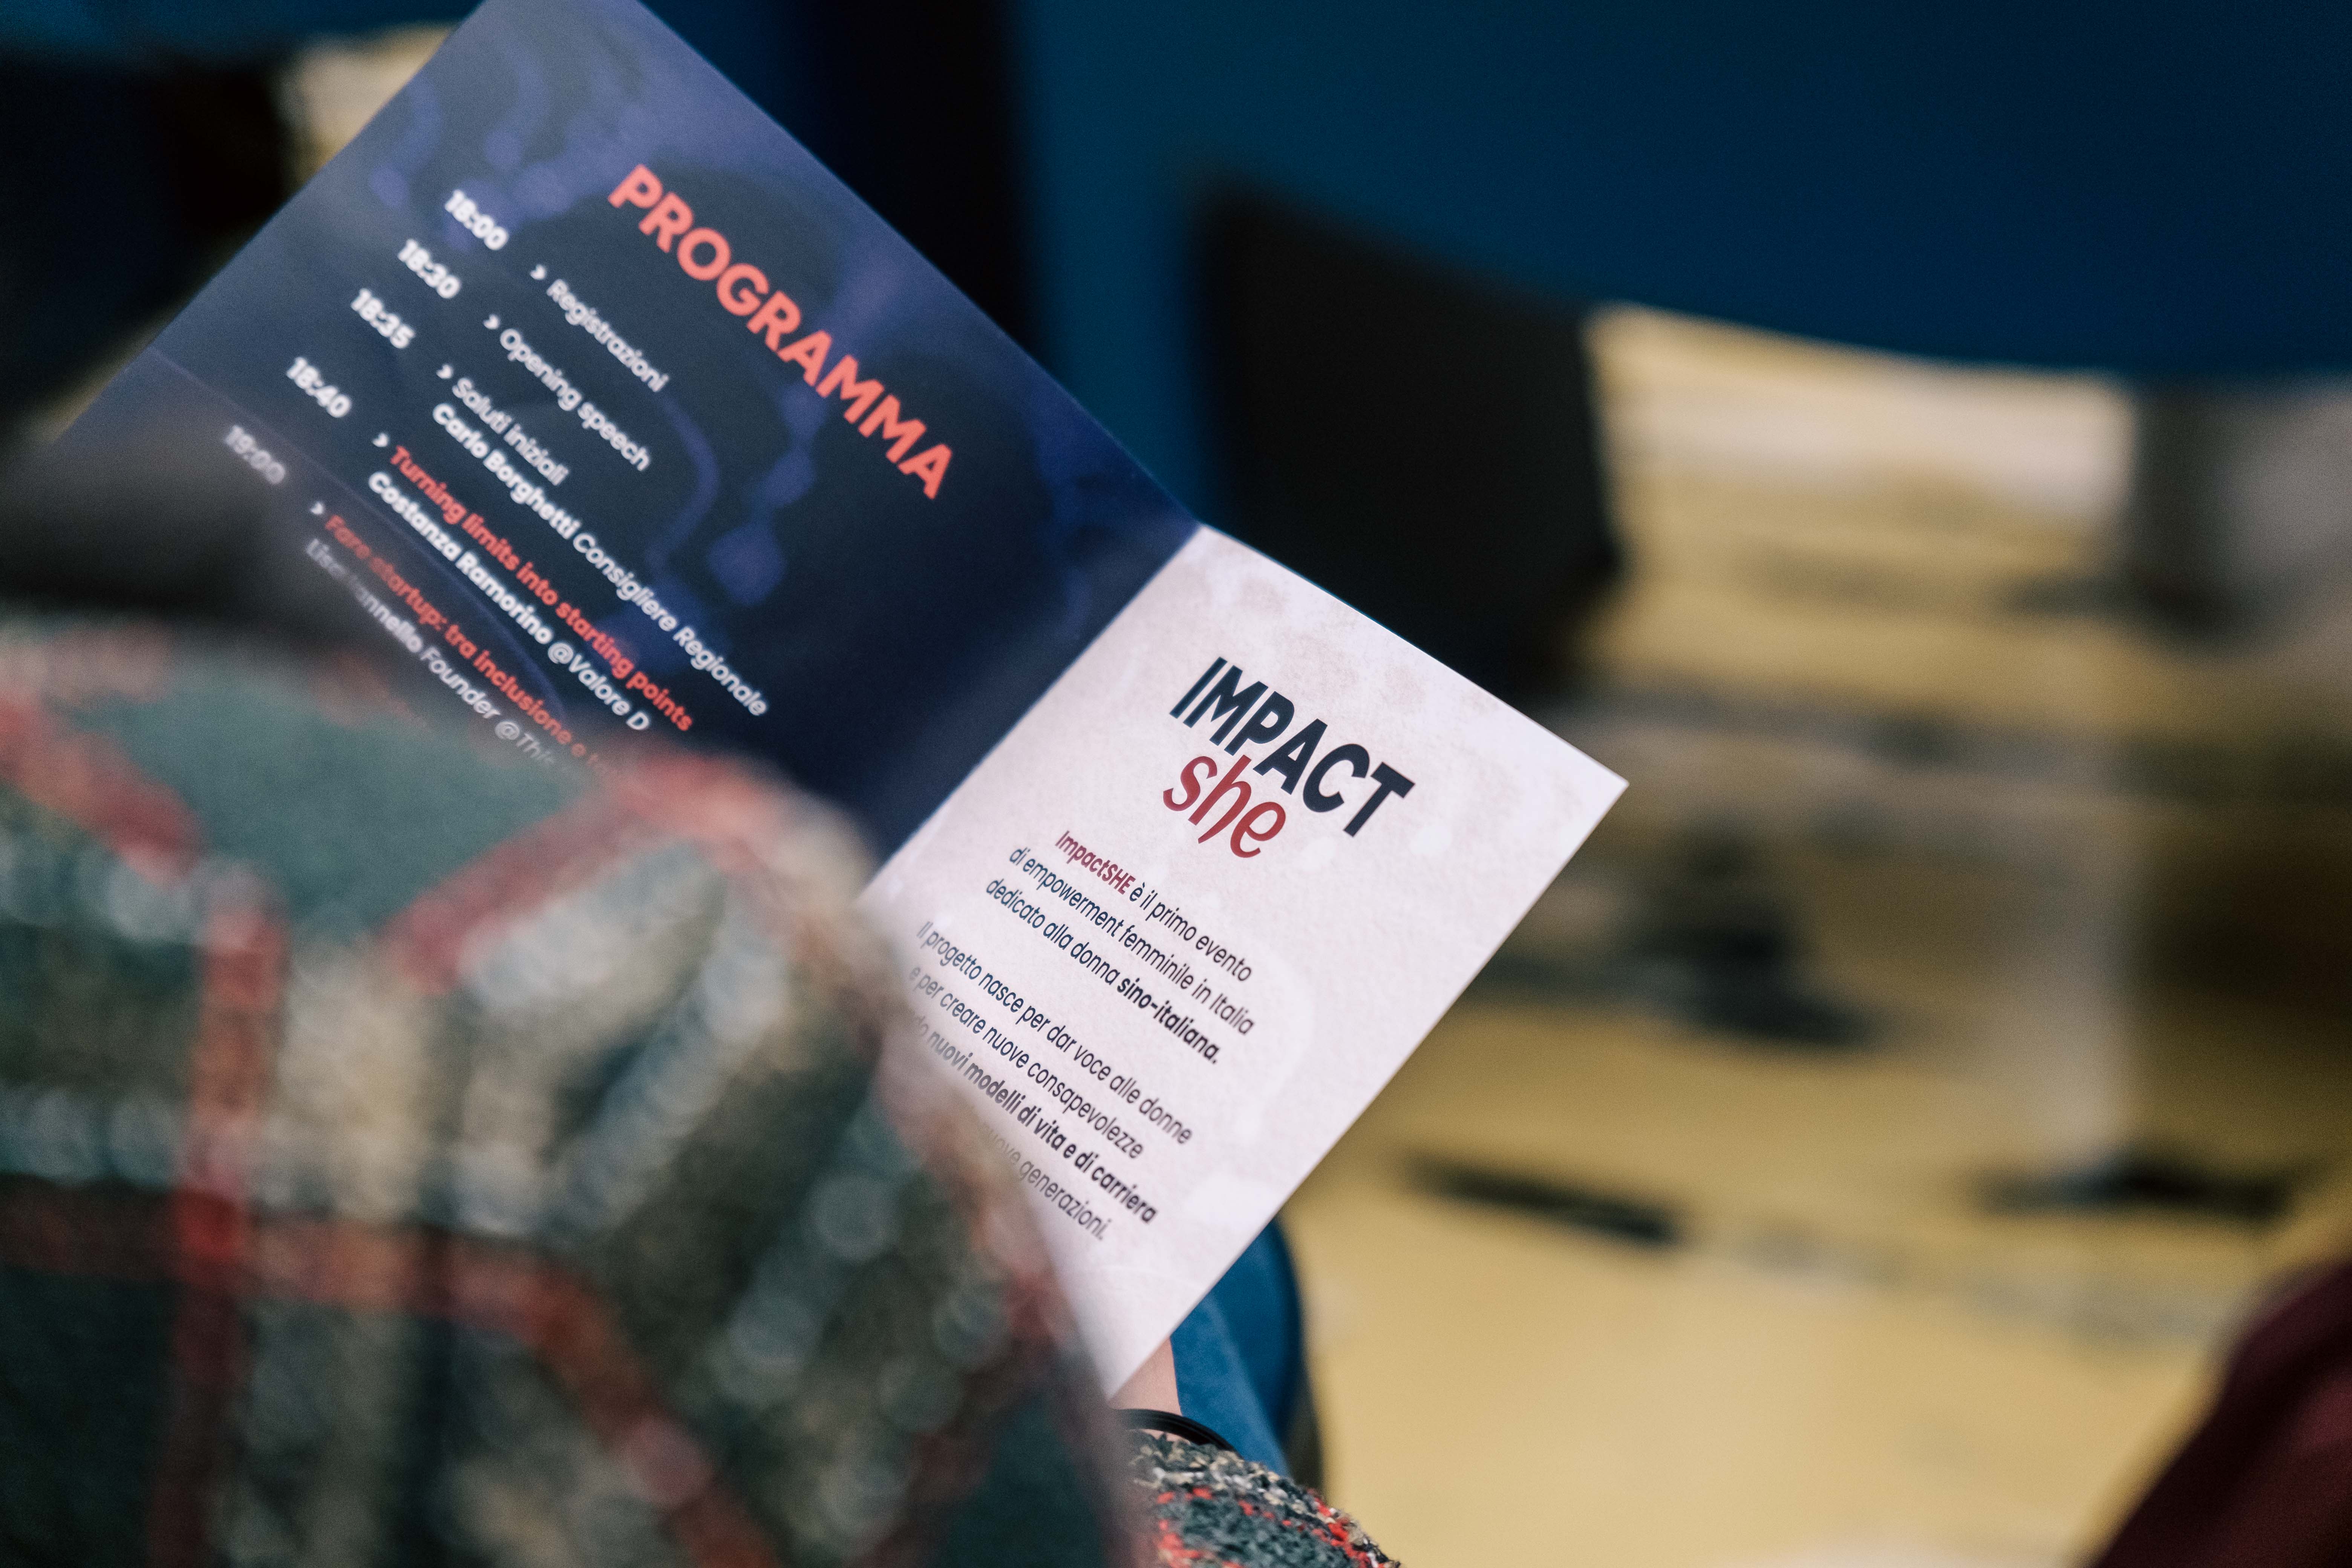 PROGRAMMA
18:00 > Registrazioni
18:20 > Opening speech
18:35 > Saluti iniziali
Carlo Borghetti Consigliere Regionale
18:40 > Turning limits into starting points
Costanza Ramorino @Valore D
19:00 > Fare startup: tra inclusione e
Founder
IMPACT
she
ImpactSHE è il primo evento
di empowerment femminile in Italia
dedicato alla donna sino-italiana.
Il progetto nasce per dar voce alle donne
e per creare nuove consapevolezze
nuovi modelli di vita e di carriera
nuove generazioni.